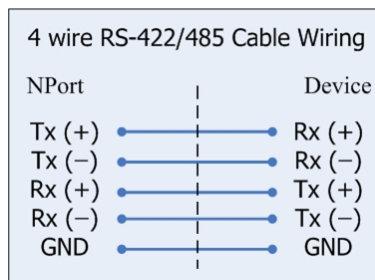 4 wire RS-422/485 Cable Wiring
NPort Device
Tx (+) Rx (+)
Tx (−) Rx (−)
Rx (+) Tx (+)
Rx (−) Tx (−)
GND GND